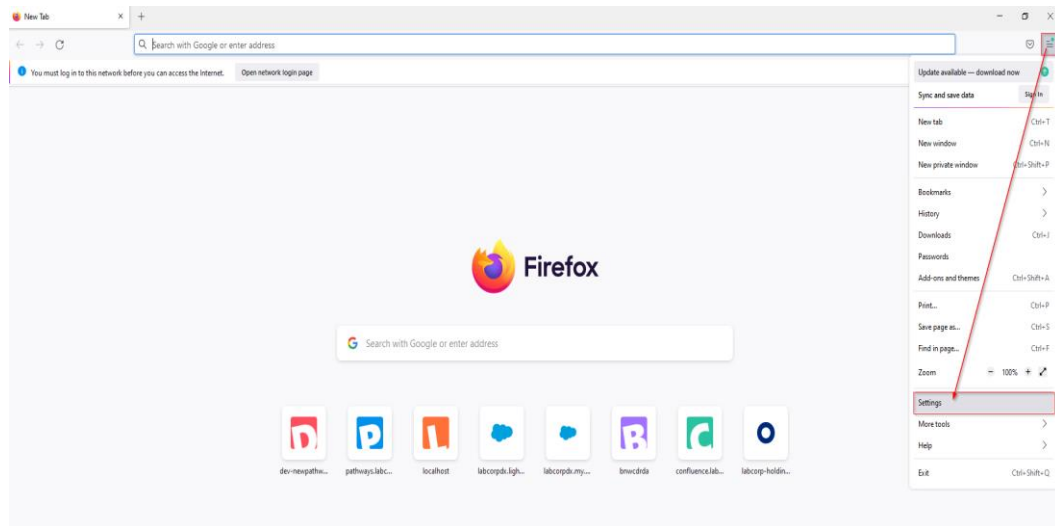 New Tab
Search with Google or enter address
You must log in to this network before you can access the Internet. Open network login page
Update available — download now
Sync and save data Sign In
New tab Ctrl+T
New window Ctrl+N
New private window Ctrl+Shift+P
Bookmarks
History
Downloads Ctrl+J
Passwords
Add-ons and themes Ctrl+Shift+A
Print... Ctrl+P
Save page as... Ctrl+S
Find in page... Ctrl+F
Zoom − 100% +
Settings
More tools
Help
Exit Ctrl+Shift+Q
Firefox
Search with Google or enter address
D P L B C
dev-newpathw... pathways.labc... localhost labcorpdx.ligh... labcorpdx.my.... bnwcdrda confluence.lab... labcorp-holdin...